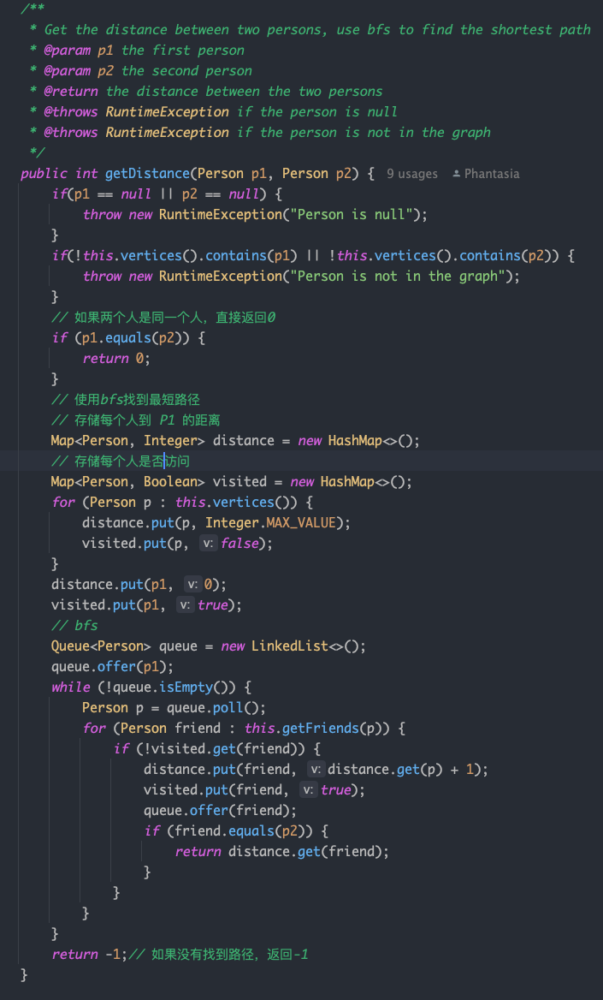 /**
 * Get the distance between two persons, use bfs to find the shortest path
 * @param p1 the first person
 * @param p2 the second person
 * @return the distance between the two persons
 * @throws RuntimeException if the person is null
 * @throws RuntimeException if the person is not in the graph
 */
public int getDistance(Person p1, Person p2) { 9 usages Phantasia
    if(p1 == null || p2 == null) {
        throw new RuntimeException("Person is null");
    }
    if(!this.vertices().contains(p1) || !this.vertices().contains(p2)) {
        throw new RuntimeException("Person is not in the graph");
    }
    // 如果两个人是同一个人，直接返回0
    if (p1.equals(p2)) {
        return 0;
    }
    // 使用bfs找到最短路径
    // 存储每个人到 P1 的距离
    Map<Person, Integer> distance = new HashMap<>();
    // 存储每个人是否访问
    Map<Person, Boolean> visited = new HashMap<>();
    for (Person p : this.vertices()) {
        distance.put(p, Integer.MAX_VALUE);
        visited.put(p, v: false);
    }
    distance.put(p1, v: 0);
    visited.put(p1, v: true);
    // bfs
    Queue<Person> queue = new LinkedList<>();
    queue.offer(p1);
    while (!queue.isEmpty()) {
        Person p = queue.poll();
        for (Person friend : this.getFriends(p)) {
            if (!visited.get(friend)) {
                distance.put(friend, v: distance.get(p) + 1);
                visited.put(friend, v: true);
                queue.offer(friend);
                if (friend.equals(p2)) {
                    return distance.get(friend);
                }
            }
        }
    }
    return -1;// 如果没有找到路径，返回-1
}